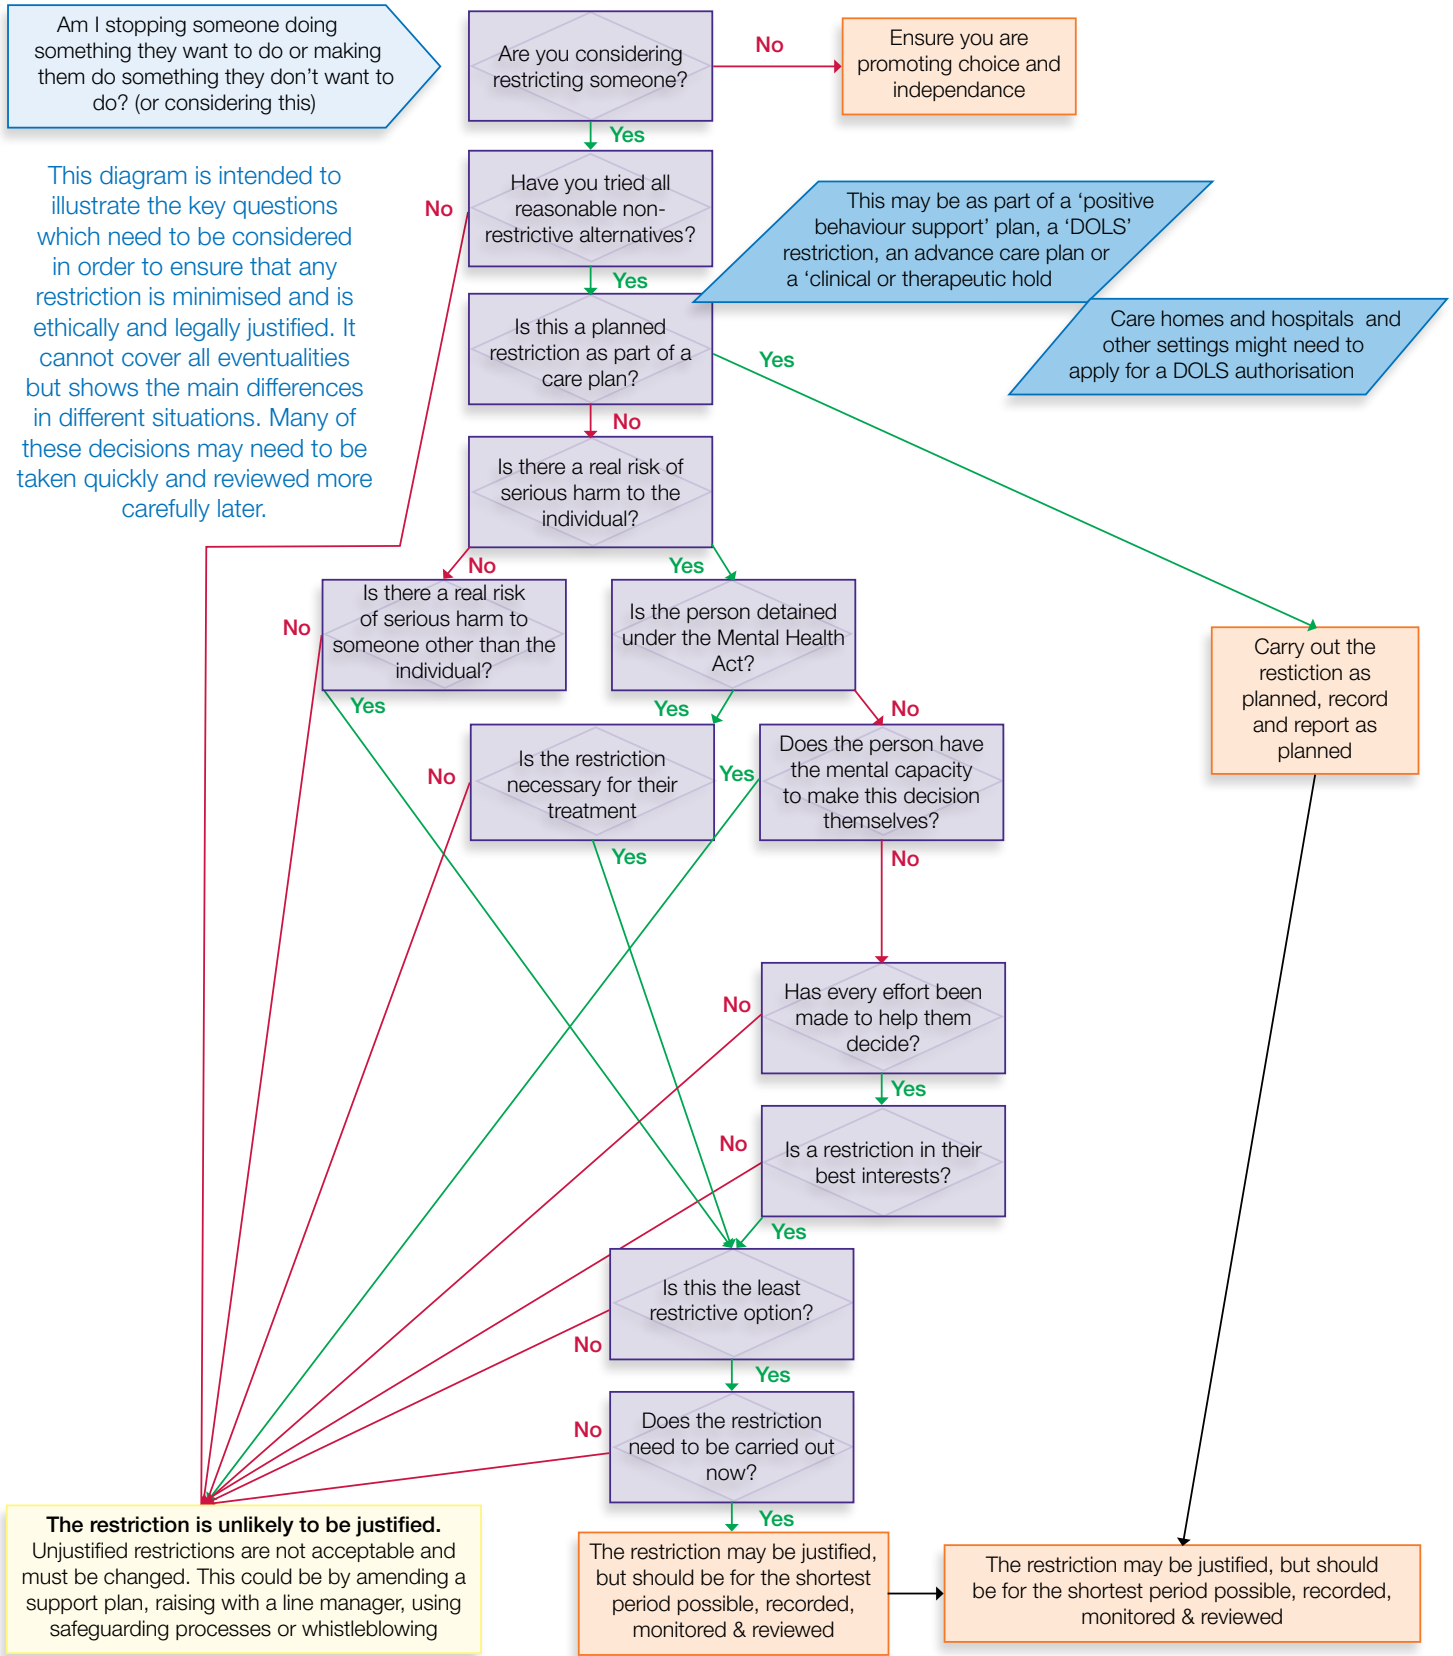 Am I stopping someone doing
something they want to do or making
them do something they don't want to
do? (or considering this)
Are you considering
restricting someone?
No
Ensure you are
promoting choice and
independance
Yes
This diagram is intended to
illustrate the key questions
which need to be considered
in order to ensure that any
restriction is minimised and is
ethically and legally justified. It
cannot cover all eventualities
but shows the main differences
in different situations. Many of
these decisions may need to be
taken quickly and reviewed more
carefully later.
No
Have you tried all
reasonable non-
restrictive alternatives?
Yes
This may be as part of a ‘positive
behaviour support’ plan, a ‘DOLS’
restriction, an advance care plan or
a ‘clinical or therapeutic hold
Care homes and hospitals and
other settings might need to
apply for a DOLS authorisation
Is this a planned
restriction as part of a
care plan?
Yes
No
Is there a real risk of
serious harm to the
individual?
No
Yes
Is there a real risk
of serious harm to
someone other than the
individual?
No
Yes
Is the person detained
under the Mental Health
Act?
Yes
No
Carry out the
restiction as
planned, record
and report as
planned
Is the restriction
necessary for their
treatment
No
Yes
Does the person have
the mental capacity
to make this decision
themselves?
Yes
No
Has every effort been
made to help them
decide?
No
Yes
Is a restriction in their
best interests?
No
Yes
Is this the least
restrictive option?
No
Yes
Does the restriction
need to be carried out
now?
No
Yes
The restriction is unlikely to be justified.
Unjustified restrictions are not acceptable and
must be changed. This could be by amending a
support plan, raising with a line manager, using
safeguarding processes or whistleblowing
The restriction may be justified,
but should be for the shortest
period possible, recorded,
monitored & reviewed
The restriction may be justified, but should
be for the shortest period possible, recorded,
monitored & reviewed